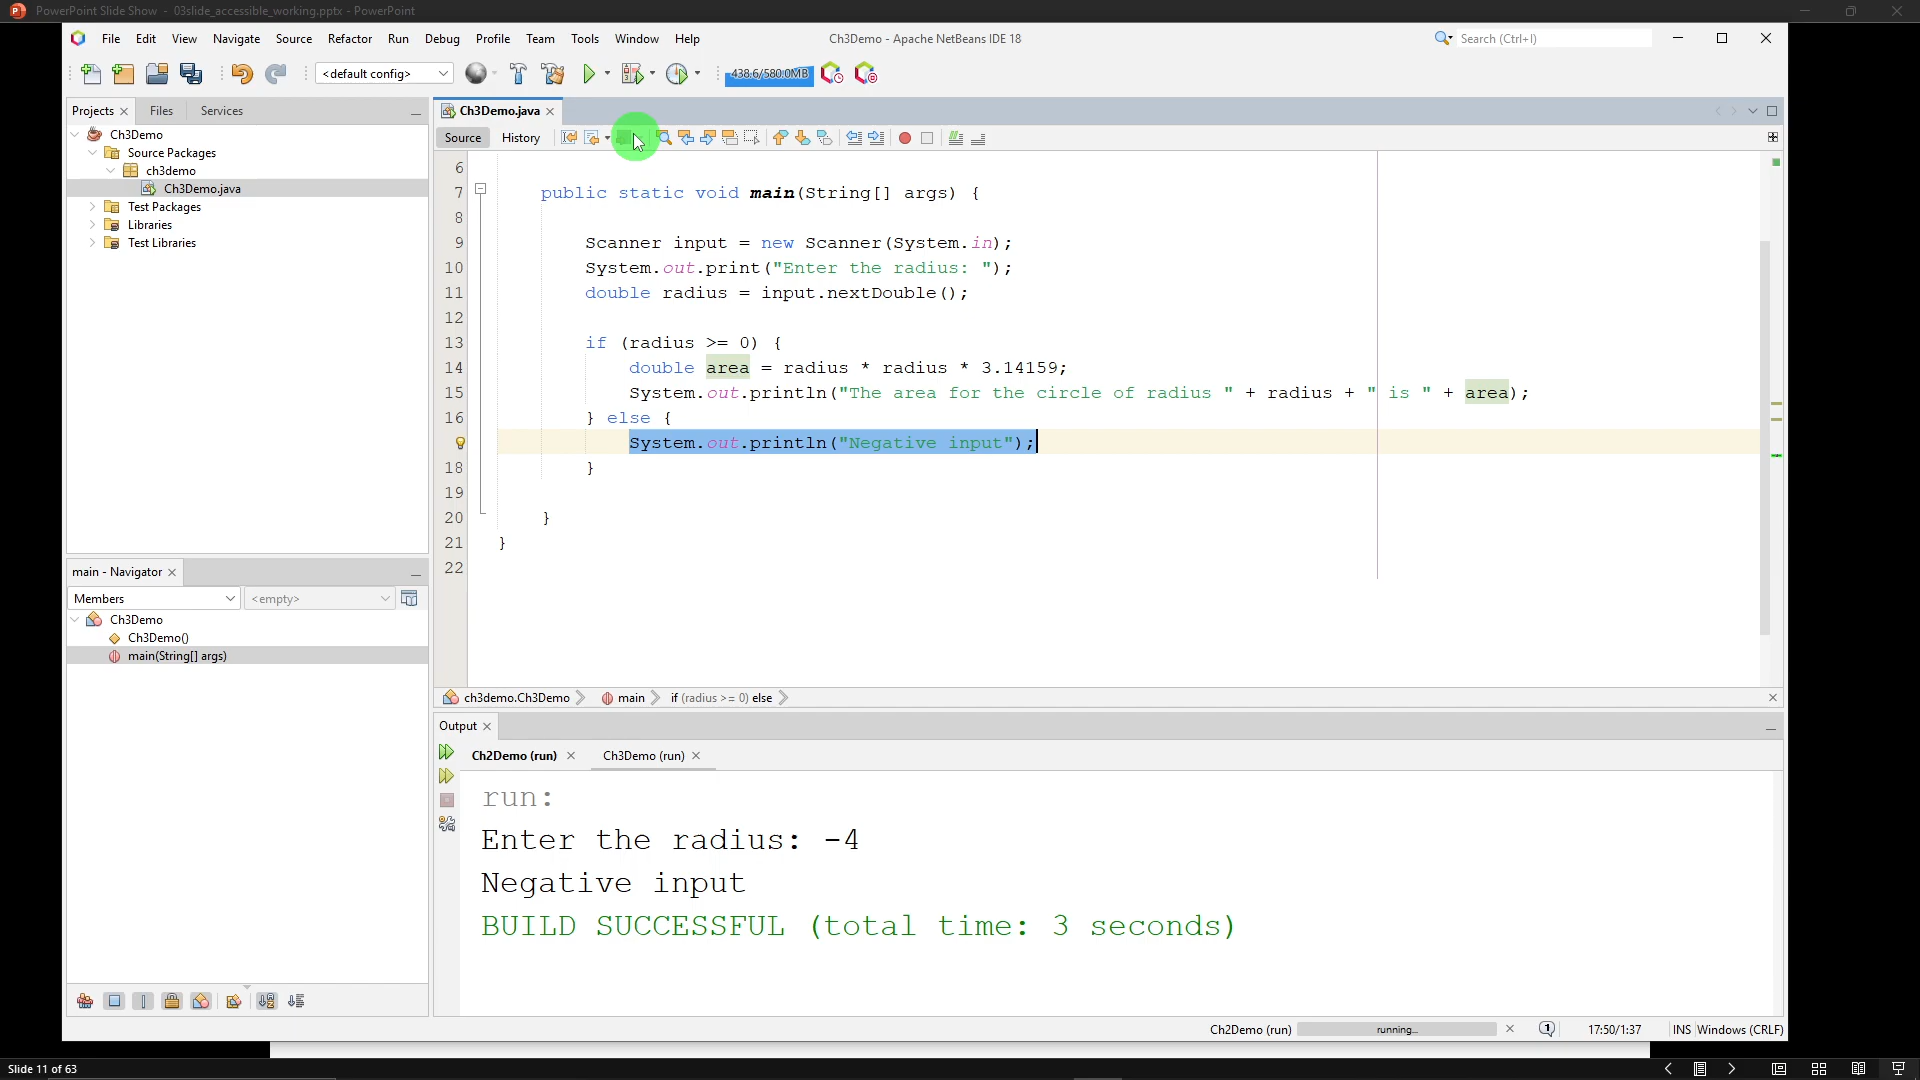 PowerPoint Slide Show - 03slide_accessible_working.pptx - PowerPoint
File Edit View Navigate Source Refactor Run Debug Profile Team Tools Window Help
Ch3Demo - Apache NetBeans IDE 18
Search (Ctrl+I)
<default config>
438.6/580.0MB
Projects Files Services
Ch3Demo
Source Packages
ch3demo
Ch3Demo.java
Test Packages
Libraries
Test Libraries
main - Navigator
Members <empty>
Ch3Demo
Ch3Demo()
main(String[] args)
Ch3Demo.java
Source History
6
7 public static void main(String[] args) {
8
9 Scanner input = new Scanner(System.in);
10 System.out.print("Enter the radius: ");
11 double radius = input.nextDouble();
12
13 if (radius >= 0) {
14 double area = radius * radius * 3.14159;
15 System.out.println("The area for the circle of radius " + radius + " is " + area);
16 } else {
System.out.println("Negative input");
18 }
19
20 }
21 }
22
ch3demo.Ch3Demo main if (radius >= 0) else
Output
Ch2Demo (run) Ch3Demo (run)
run:
Enter the radius: -4
Negative input
BUILD SUCCESSFUL (total time: 3 seconds)
Ch2Demo (run) running... 1 17:50/1:37 INS Windows (CRLF)
Slide 11 of 63